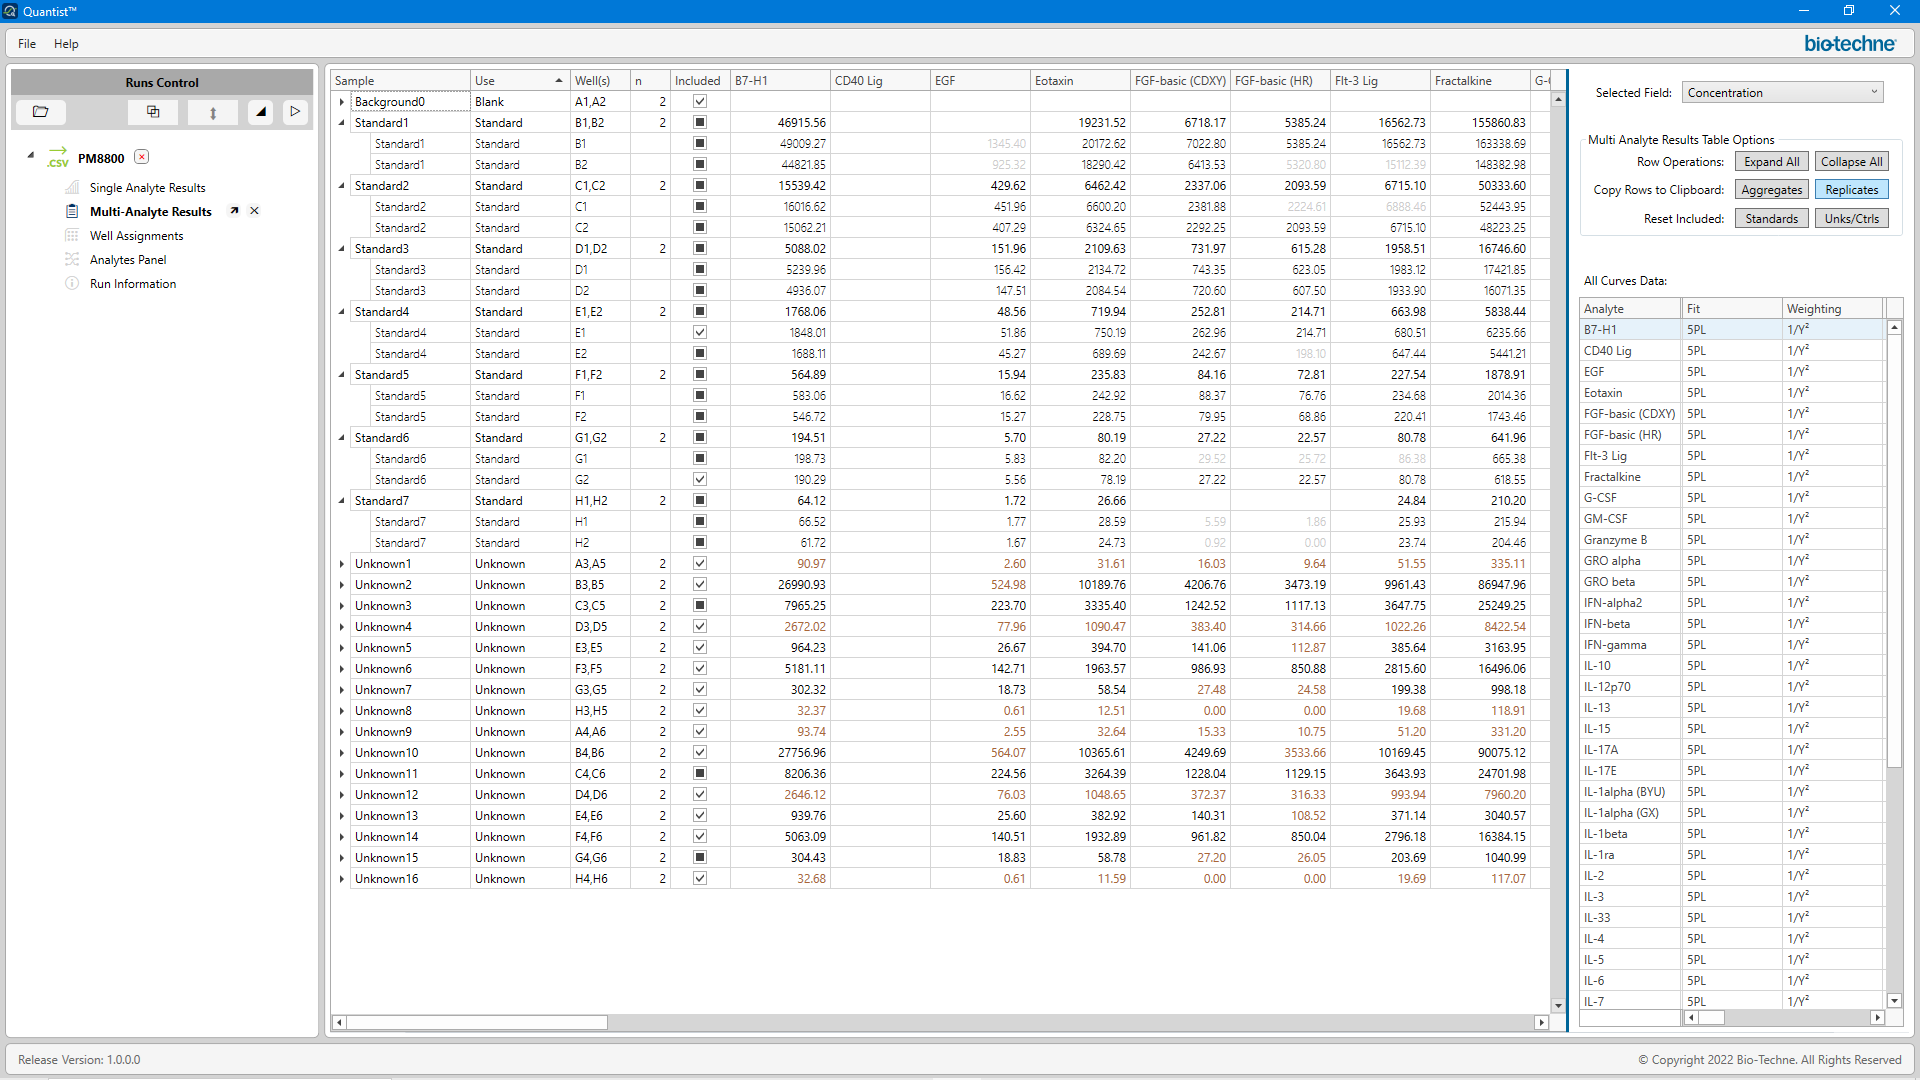 Quantist™
File Help
bio-techne
Runs Control
.CSV PM8800
Single Analyte Results
Multi-Analyte Results
Well Assignments
Analytes Panel
Run Information
Sample Use Well(s) n Included B7-H1 CD40 Lig EGF Eotaxin FGF-basic (CDXY) FGF-basic (HR) Flt-3 Lig Fractalkine
Background0 Blank A1,A2 2
Standard1 Standard B1,B2 2 46915.56 19231.52 6718.17 5385.24 16562.73 155860.83
Standard1 Standard B1 49009.27 1345.40 20172.62 7022.80 5385.24 16562.73 163338.69
Standard1 Standard B2 44821.85 925.32 18290.42 6413.53 5320.80 15112.39 148382.98
Standard2 Standard C1,C2 2 15539.42 429.62 6462.42 2337.06 2093.59 6715.10 50333.60
Standard2 Standard C1 16016.62 451.96 6600.20 2381.88 2224.61 6888.46 52443.95
Standard2 Standard C2 15062.21 407.29 6324.65 2292.25 2093.59 6715.10 48223.25
Standard3 Standard D1,D2 2 5088.02 151.96 2109.63 731.97 615.28 1958.51 16746.60
Standard3 Standard D1 5239.96 156.42 2134.72 743.35 623.05 1983.12 17421.85
Standard3 Standard D2 4936.07 147.51 2084.54 720.60 607.50 1933.90 16071.35
Standard4 Standard E1,E2 2 1768.06 48.56 719.94 252.81 214.71 663.98 5838.44
Standard4 Standard E1 1848.01 51.86 750.19 262.96 214.71 680.51 6235.66
Standard4 Standard E2 1688.11 45.27 689.69 242.67 198.10 647.44 5441.21
Standard5 Standard F1,F2 2 564.89 15.94 235.83 84.16 72.81 227.54 1878.91
Standard5 Standard F1 583.06 16.62 242.92 88.37 76.76 234.68 2014.36
Standard5 Standard F2 546.72 15.27 228.75 79.95 68.86 220.41 1743.46
Standard6 Standard G1,G2 2 194.51 5.70 80.19 27.22 22.57 80.78 641.96
Standard6 Standard G1 198.73 5.83 82.20 29.52 25.72 86.38 665.38
Standard6 Standard G2 190.29 5.56 78.19 27.22 22.57 80.78 618.55
Standard7 Standard H1,H2 2 64.12 1.72 26.66 24.84 210.20
Standard7 Standard H1 66.52 1.77 28.59 5.59 1.86 25.93 215.94
Standard7 Standard H2 61.72 1.67 24.73 0.92 0.00 23.74 204.46
Unknown1 Unknown A3,A5 2 90.97 2.60 31.61 16.03 9.64 51.55 335.11
Unknown2 Unknown B3,B5 2 26990.93 524.98 10189.76 4206.76 3473.19 9961.43 86947.96
Unknown3 Unknown C3,C5 2 7965.25 223.70 3335.40 1242.52 1117.13 3647.75 25249.25
Unknown4 Unknown D3,D5 2 2672.02 77.96 1090.47 383.40 314.66 1022.26 8422.54
Unknown5 Unknown E3,E5 2 964.23 26.67 394.70 141.06 112.87 385.64 3163.95
Unknown6 Unknown F3,F5 2 5181.11 142.71 1963.57 986.93 850.88 2815.60 16496.06
Unknown7 Unknown G3,G5 2 302.32 18.73 58.54 27.48 24.58 199.38 998.18
Unknown8 Unknown H3,H5 2 32.37 0.61 12.51 0.00 0.00 19.68 118.91
Unknown9 Unknown A4,A6 2 93.74 2.55 32.64 15.33 10.75 51.20 331.20
Unknown10 Unknown B4,B6 2 27756.96 564.07 10365.61 4249.69 3533.66 10169.45 90075.12
Unknown11 Unknown C4,C6 2 8206.36 224.56 3264.39 1228.04 1129.15 3643.93 24701.98
Unknown12 Unknown D4,D6 2 2646.12 76.03 1048.65 372.37 316.33 993.94 7960.20
Unknown13 Unknown E4,E6 2 939.76 25.60 382.92 140.31 108.52 371.14 3040.57
Unknown14 Unknown F4,F6 2 5063.09 140.51 1932.89 961.82 850.04 2796.18 16384.15
Unknown15 Unknown G4,G6 2 304.43 18.83 58.78 27.20 26.05 203.69 1040.99
Unknown16 Unknown H4,H6 2 32.68 0.61 11.59 0.00 0.00 19.69 117.07
Selected Field: Concentration
Multi Analyte Results Table Options
Row Operations: Expand All Collapse All
Copy Rows to Clipboard: Aggregates Replicates
Reset Included: Standards Unks/Ctrls
All Curves Data:
Analyte Fit Weighting
B7-H1 5PL 1/Y²
CD40 Lig 5PL 1/Y²
EGF 5PL 1/Y²
Eotaxin 5PL 1/Y²
FGF-basic (CDXY) 5PL 1/Y²
FGF-basic (HR) 5PL 1/Y²
Flt-3 Lig 5PL 1/Y²
Fractalkine 5PL 1/Y²
G-CSF 5PL 1/Y²
GM-CSF 5PL 1/Y²
Granzyme B 5PL 1/Y²
GRO alpha 5PL 1/Y²
GRO beta 5PL 1/Y²
IFN-alpha2 5PL 1/Y²
IFN-beta 5PL 1/Y²
IFN-gamma 5PL 1/Y²
IL-10 5PL 1/Y²
IL-12p70 5PL 1/Y²
IL-13 5PL 1/Y²
IL-15 5PL 1/Y²
IL-17A 5PL 1/Y²
IL-17E 5PL 1/Y²
IL-1alpha (BYU) 5PL 1/Y²
IL-1alpha (GX) 5PL 1/Y²
IL-1beta 5PL 1/Y²
IL-1ra 5PL 1/Y²
IL-2 5PL 1/Y²
IL-3 5PL 1/Y²
IL-33 5PL 1/Y²
IL-4 5PL 1/Y²
IL-5 5PL 1/Y²
IL-6 5PL 1/Y²
IL-7 5PL 1/Y²
Release Version: 1.0.0.0
© Copyright 2022 Bio-Techne. All Rights Reserved